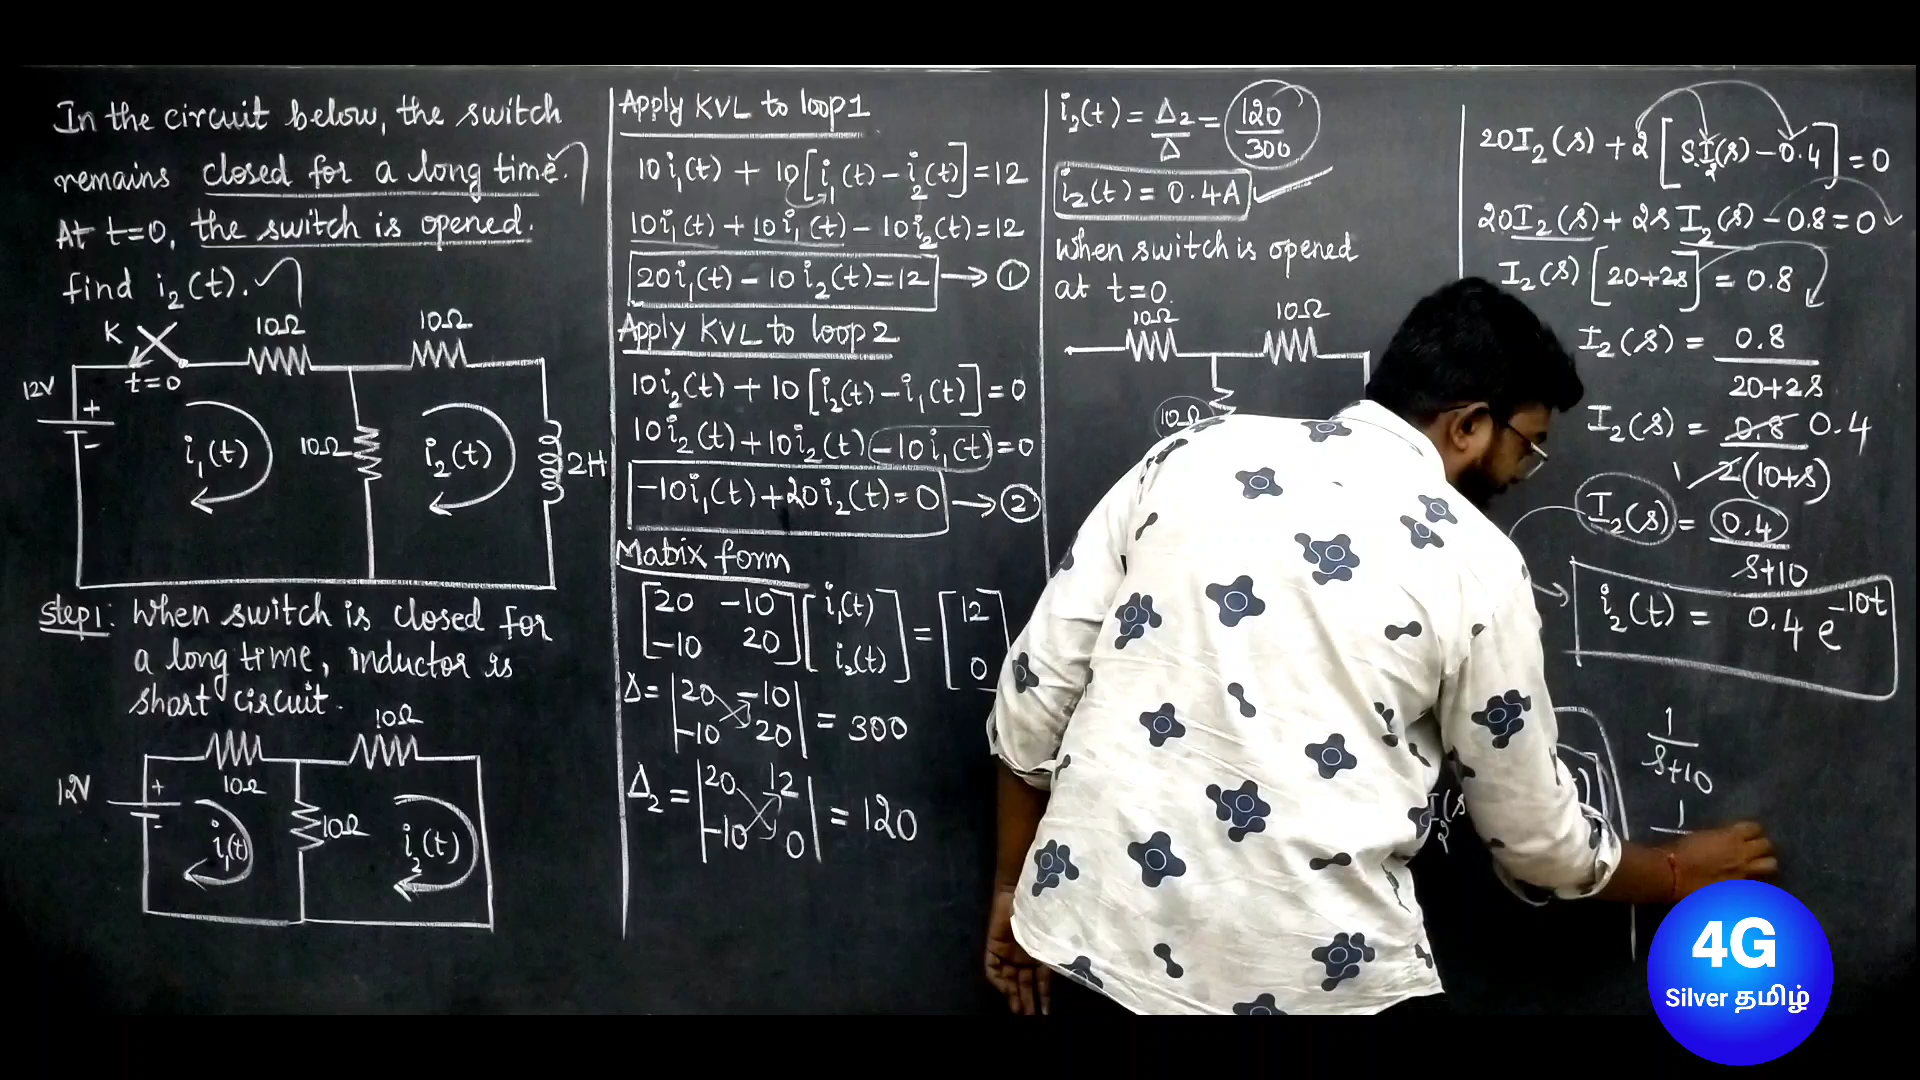 In the circuit below, the switch
remains closed for a long time.
At t=0, the switch is opened.
find i₂(t).
K
t=0
10Ω
10Ω
12V
+
-
i₁(t)
10Ω
i₂(t)
2H
step1: When switch is closed for
a long time, inductor is
short circuit.
10Ω
12V
+
-
10Ω
i₁(t)
10Ω
i₂(t)
Apply KVL to loop1
10i₁(t) + 10[i₁(t) - i₂(t)] = 12
10i₁(t) + 10i₁(t) - 10i₂(t) = 12
20i₁(t) - 10i₂(t) = 12 → ①
Apply KVL to loop2
10i₂(t) + 10[i₂(t) - i₁(t)] = 0
10i₂(t) + 10i₂(t) - 10i₁(t) = 0
-10i₁(t) + 20i₂(t) = 0 → ②
Matrix form
[20 -10] [i₁(t)] = [12]
[-10 20] [i₂(t)] [0]
Δ = |20 -10|
|-10 20| = 300
Δ₂ = |20 12|
|-10 0| = 120
i₂(t) = Δ₂/Δ = 120/300
i₂(t) = 0.4A
When switch is opened
at t=0.
10Ω
10Ω
10Ω
20I₂(s) + 2[s.I₂(s) - 0.4] = 0
20I₂(s) + 2s I₂(s) - 0.8 = 0
I₂(s)[20+2s] = 0.8
I₂(s) = 0.8/20+2s
I₂(s) = 0.8 0.4
1 2(10+s)
I₂(s) = 0.4/s+10
i₂(t) = 0.4 e^-10t
1/s+10
1
4G
Silver தமிழ்